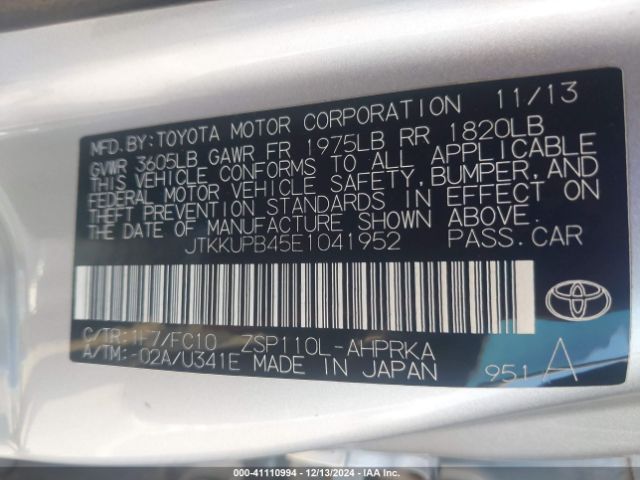 MFD. BY: TOYOTA MOTOR CORPORATION 11/13
GVWR 3605LB GAWR FR 1975LB RR 1820LB
THIS VEHICLE CONFORMS TO ALL APPLICABLE
FEDERAL MOTOR VEHICLE SAFETY, BUMPER, AND
THEFT PREVENTION STANDARDS IN EFFECT ON
THE DATE OF MANUFACTURE SHOWN ABOVE.
JTKKUPB45E1041952 PASS.CAR
C/TR: 1F7/FC10 ZSP110L-AHPRKA
A/TM: -02A/U341E MADE IN JAPAN 951 A
00 - 41110994 - 12/13/2024 - IAA Inc.